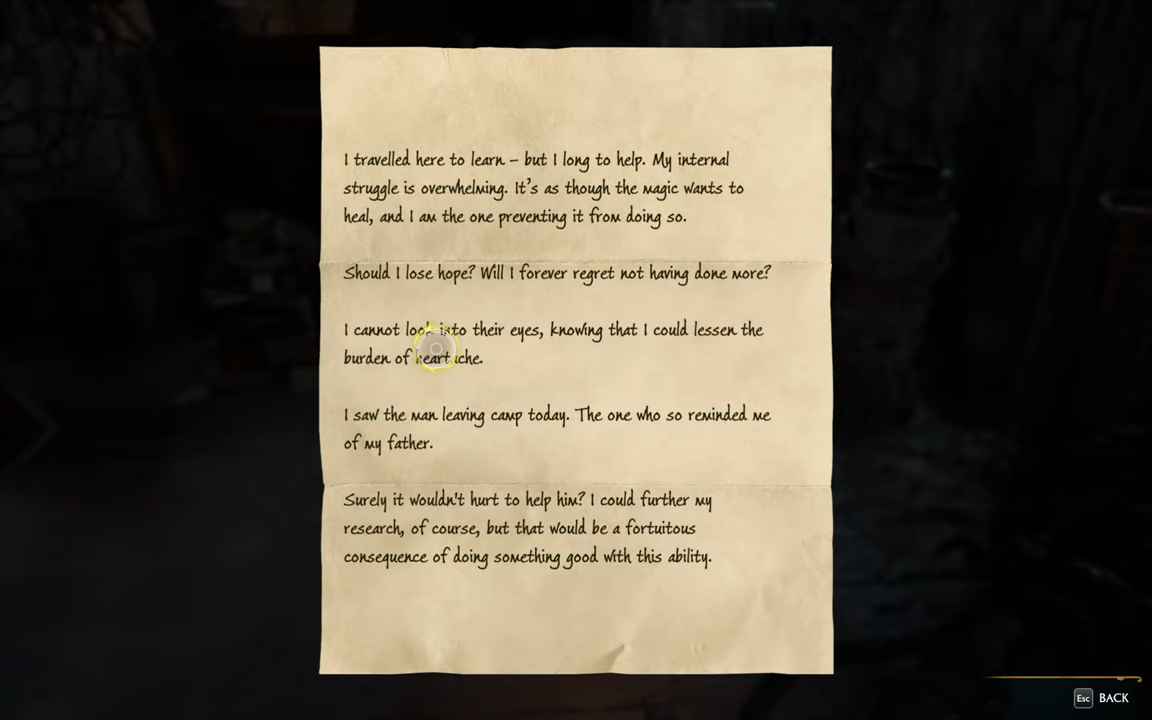 I travelled here to learn – but I long to help. My internal
struggle is overwhelming. It's as though the magic wants to
heal, and I am the one preventing it from doing so.
Should I lose hope? Will I forever regret not having done more?
I cannot look into their eyes, knowing that I could lessen the
burden of heartache.
I saw the man leaving camp today. The one who so reminded me
of my father.
Surely it wouldn't hurt to help him? I could further my
research, of course, but that would be a fortuitous
consequence of doing something good with this ability.
Esc BACK